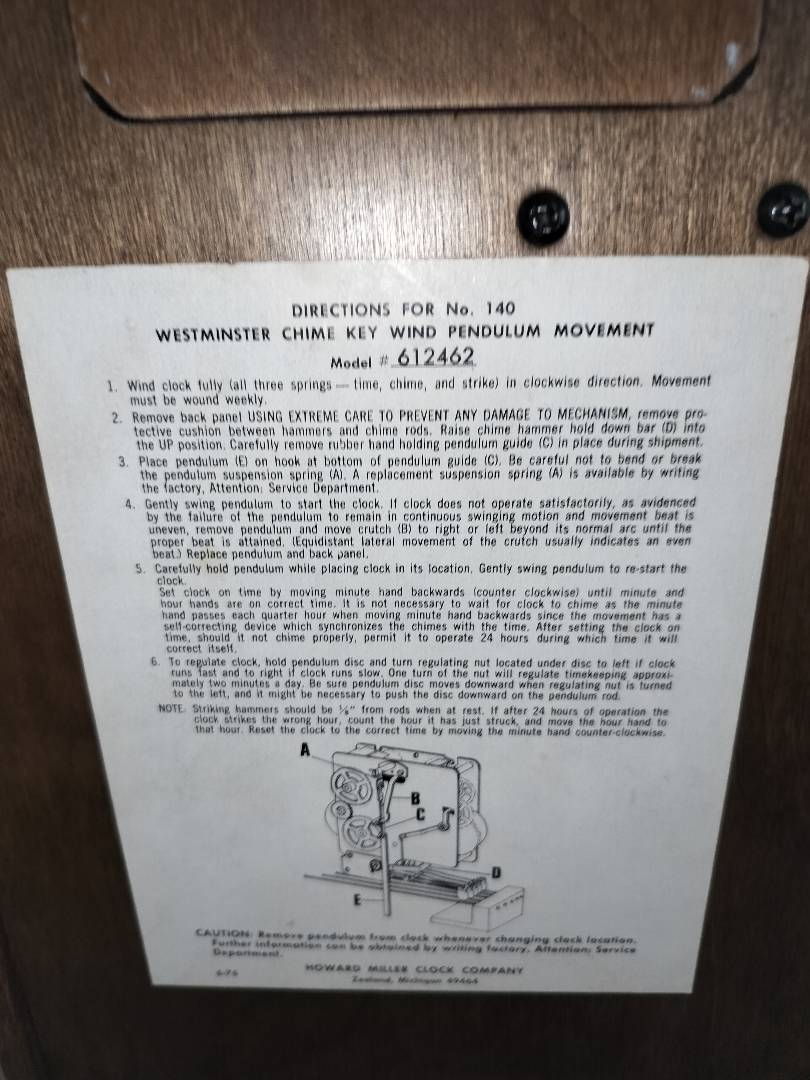 DIRECTIONS FOR No. 140
WESTMINSTER CHIME KEY WIND PENDULUM MOVEMENT
Model # 612462
1. Wind clock fully (all three springs — time, chime, and strike) in clockwise direction. Movement
must be wound weekly.
2. Remove back panel USING EXTREME CARE TO PREVENT ANY DAMAGE TO MECHANISM, remove pro-
tective cushion between hammers and chime rods. Raise chime hammer hold down bar (D) into
the UP position. Carefully remove rubber hand holding pendulum guide (C) in place during shipment.
3. Place pendulum (E) on hook at bottom of pendulum guide (C). Be careful not to bend or break
the pendulum suspension spring (A). A replacement suspension spring (A) is available by writing
the factory, Attention: Service Department.
4. Gently swing pendulum to start the clock. If clock does not operate satisfactorily, as evidenced
by the failure of the pendulum to remain in continuous swinging motion and movement beat is
uneven, remove pendulum and move crutch (B) to right or left beyond its normal arc until the
proper beat is attained. (Equidistant lateral movement of the crutch usually indicates an even
beat.) Replace pendulum and back panel.
5. Carefully hold pendulum while placing clock in its location. Gently swing pendulum to re-start the
clock.
Set clock on time by moving minute hand backwards (counter clockwise) until minute and
hour hands are on correct time. It is not necessary to wait for clock to chime as the minute
hand passes each quarter hour when moving minute hand backwards since the movement has a
self-correcting device which synchronizes the chimes with the time. After setting the clock on
time, should it not chime properly, permit it to operate 24 hours during which time it will
correct itself.
6. To regulate clock, hold pendulum disc and turn regulating nut located under disc to left if clock
runs fast and to right if clock runs slow. One turn of the nut will regulate timekeeping approxi-
mately two minutes a day. Be sure pendulum disc moves downward when regulating nut is turned
to the left, and it might be necessary to push the disc downward on the pendulum rod.
NOTE: Striking hammers should be ⅛" from rods when at rest. If after 24 hours of operation the
clock strikes the wrong hour, count the hour it has just struck, and move the hour hand to
that hour. Reset the clock to the correct time by moving the minute hand counter-clockwise.
A
B
C
D
E
CAUTION: Remove pendulum from clock whenever changing clock location.
Further information can be obtained by writing factory, Attention: Service
Department.
6-76
HOWARD MILLER CLOCK COMPANY
Zeeland, Michigan 49464